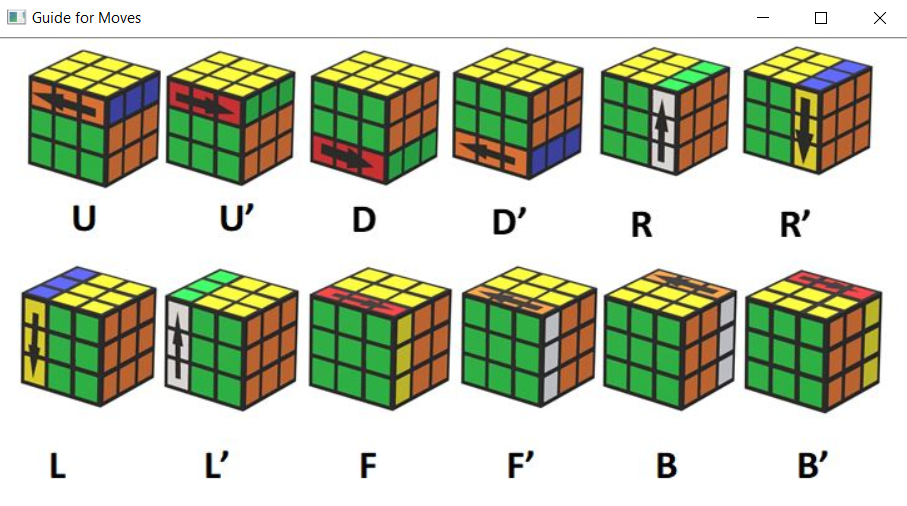 Guide for Moves
U U’ D D’ R R’
L L’ F F’ B B’